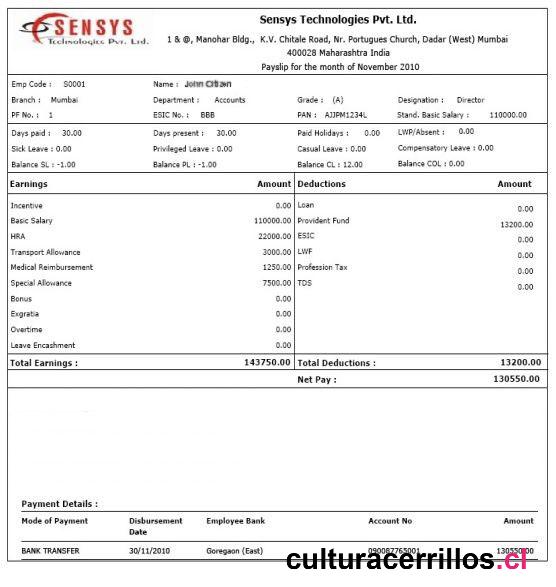 SENSYS
Technologies Pvt. Ltd.
Sensys Technologies Pvt. Ltd.
1 & @, Manohar Bldg., K.V. Chitale Road, Nr. Portugues Church, Dadar (West) Mumbai
400028 Maharashtra India
Payslip for the month of November 2010
Emp Code : S0001 Name : John Citizen
Branch : Mumbai Department : Accounts Grade : (A) Designation : Director
PF No. : 1 ESIC No. : BBB PAN : AJJPM1234L Stand. Basic Salary : 110000.00
Days paid : 30.00 Days present : 30.00 Paid Holidays : 0.00 LWP/Absent : 0.00
Sick Leave : 0.00 Privileged Leave : 0.00 Casual Leave : 0.00 Compensatory Leave : 0.00
Balance SL : -1.00 Balance PL : -1.00 Balance CL : 12.00 Balance COL : 0.00
Earnings Amount Deductions Amount
Incentive 0.00 Loan 0.00
Basic Salary 110000.00 Provident Fund 13200.00
HRA 22000.00 ESIC 0.00
Transport Allowance 3000.00 LWF 0.00
Medical Reimbursement 1250.00 Profession Tax 0.00
Special Allowance 7500.00 TDS 0.00
Bonus 0.00
Exgratia 0.00
Overtime 0.00
Leave Encashment 0.00
Total Earnings : 143750.00 Total Deductions : 13200.00
Net Pay : 130550.00
Payment Details :
Mode of Payment Disbursement Date Employee Bank Account No Amount
BANK TRANSFER 30/11/2010 Goregaon (East) 090087765001 130550.00
culturacerrillos.cl